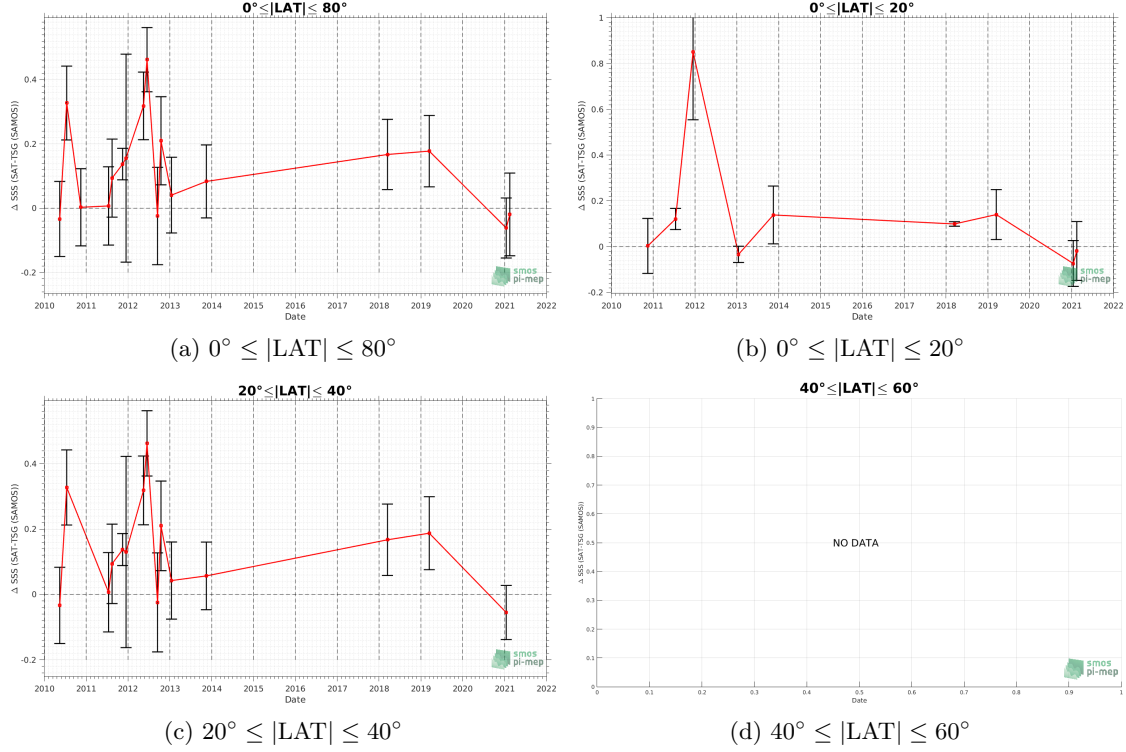 0°≤|LAT|≤ 80°
Δ SSS (SAT-TSG (SAMOS))
0.4
0.2
0
-0.2
2010 2011 2012 2013 2014 2015 2016 2017 2018 2019 2020 2021 2022
Date
smos
pi-mep
(a) 0° ≤ |LAT| ≤ 80°
0°≤|LAT|≤ 20°
Δ SSS (SAT-TSG (SAMOS))
1
0.8
0.6
0.4
0.2
0
-0.2
2010 2011 2012 2013 2014 2015 2016 2017 2018 2019 2020 2021 2022
Date
smos
pi-mep
(b) 0° ≤ |LAT| ≤ 20°
20°≤|LAT|≤ 40°
Δ SSS (SAT-TSG (SAMOS))
0.4
0.2
0
-0.2
2010 2011 2012 2013 2014 2015 2016 2017 2018 2019 2020 2021 2022
Date
smos
pi-mep
(c) 20° ≤ |LAT| ≤ 40°
40°≤|LAT|≤ 60°
Δ SSS (SAT-TSG (SAMOS))
1
0.9
0.8
0.7
0.6
0.5
0.4
0.3
0.2
0.1
0
NO DATA
0 0.1 0.2 0.3 0.4 0.5 0.6 0.7 0.8 0.9 1
Date
smos
pi-mep
(d) 40° ≤ |LAT| ≤ 60°